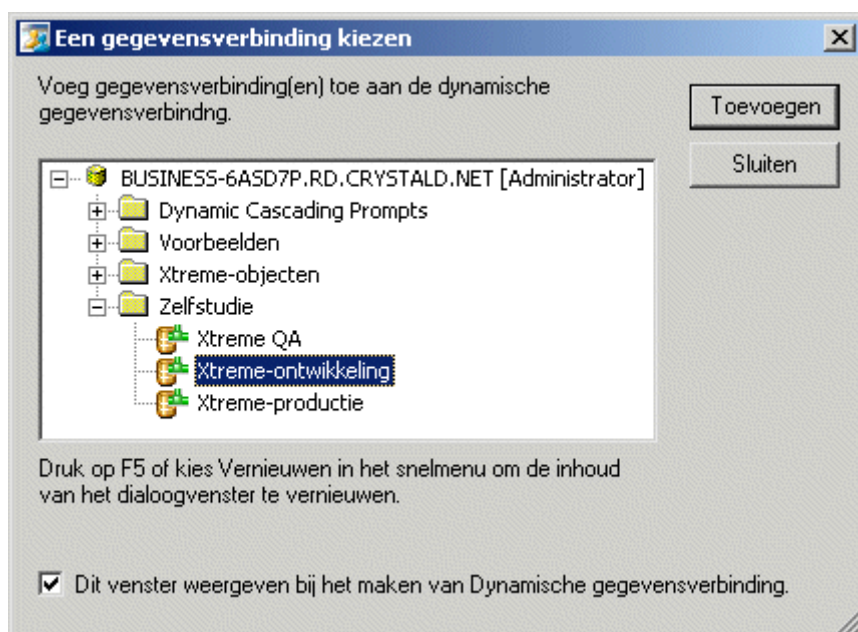 Een gegevensverbinding kiezen
Voeg gegevensverbinding(en) toe aan de dynamische
gegevensverbindng.
Toevoegen
Sluiten
BUSINESS-6ASD7P.RD.CRYSTALD.NET [Administrator]
Dynamic Cascading Prompts
Voorbeelden
Xtreme-objecten
Zelfstudie
Xtreme QA
Xtreme-ontwikkeling
Xtreme-productie
Druk op F5 of kies Vernieuwen in het snelmenu om de inhoud
van het dialoogvenster te vernieuwen.
Dit venster weergeven bij het maken van Dynamische gegevensverbinding.